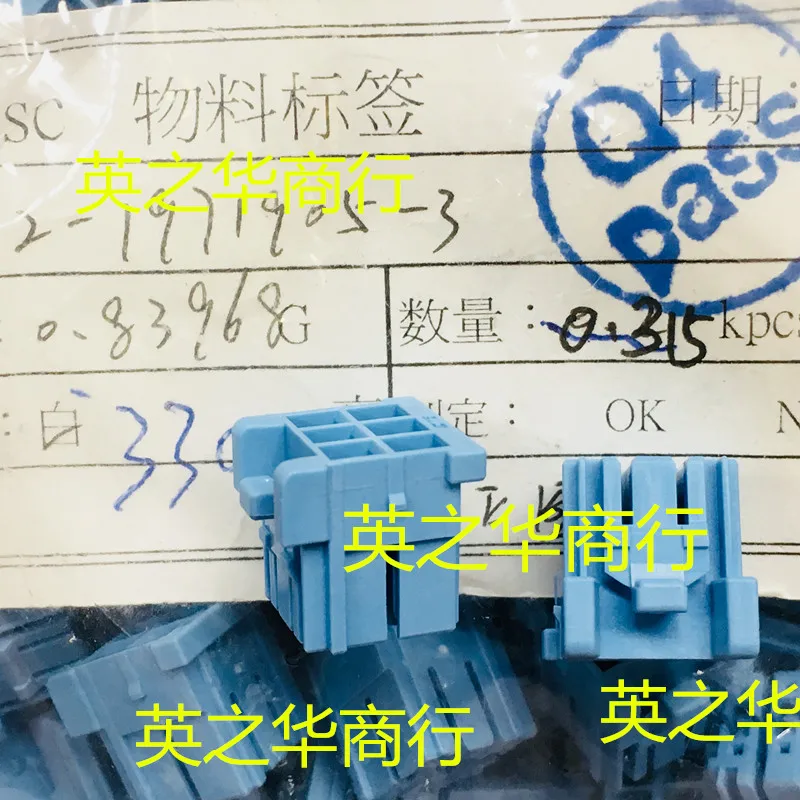 SC 物料标签 日期:
QA pass
英之华商行
2-1971905-3
: 0.83968G 数量: 0.315 kpcs
: 白 330 判定: OK N
英之华商行
英之华
英之华商行